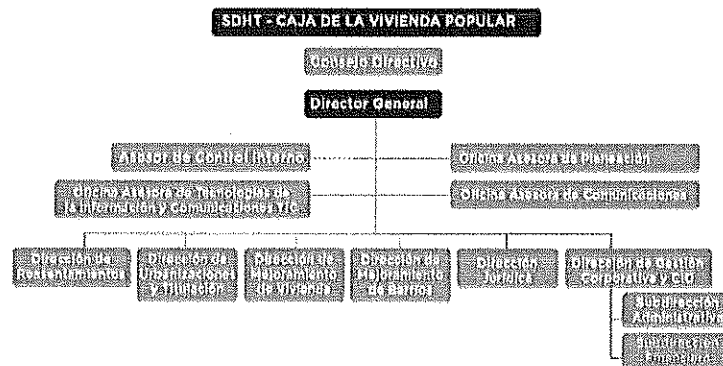 SDHT - CAJA DE LA VIVIENDA POPULAR
Consejo Directivo
Director General
Asesor de Control Interno
Oficina Asesora de Planeación
Oficina Asesora de Tecnologías de
la Información y Comunicaciones TIC
Oficina Asesora de Comunicaciones
Dirección de
Reasentamientos
Dirección de
Urbanizaciones
y Titulación
Dirección de
Mejoramiento
de Vivienda
Dirección de
Mejoramiento
de Barrios
Dirección
Jurídica
Dirección de Gestión
Corporativa y CID
Subdirección
Administrativa
Subdirección
Financiera